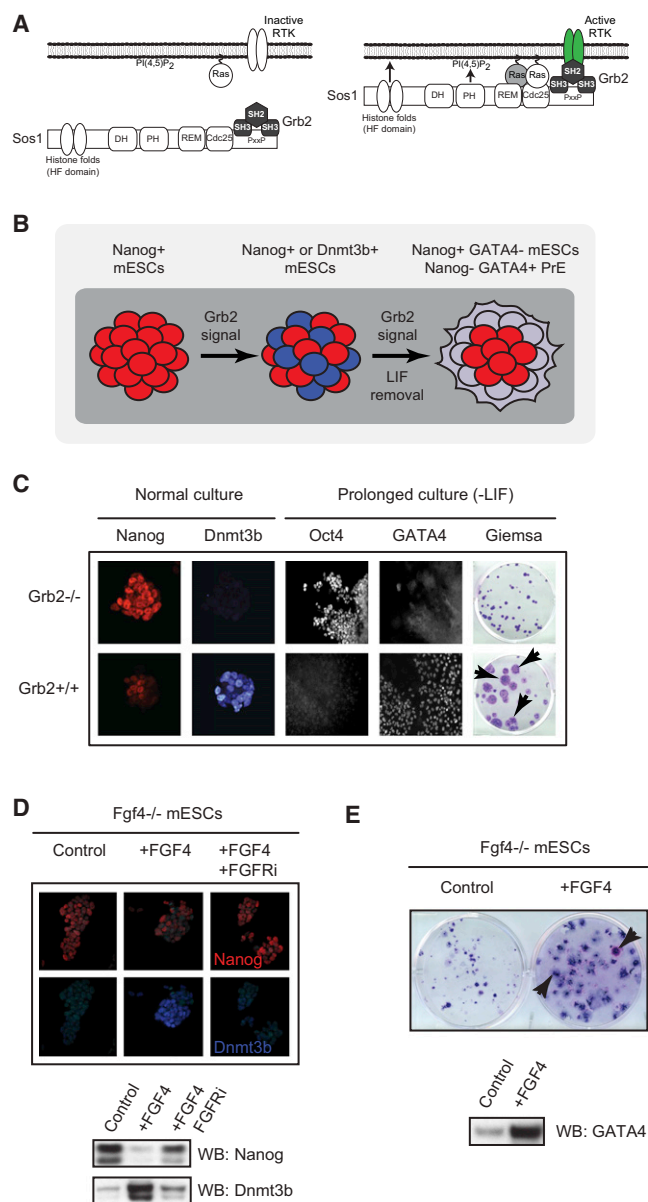 A
Inactive
RTK
PI(4,5)P2
Ras
Sos1
DH
PH
REM
Cdc25
SH3
SH2
SH3
PxxP
Grb2
Histone folds
(HF domain)
Active
RTK
PI(4,5)P2
Ras
Ras
SH2
SH3
SH3
PxxP
Grb2
Sos1
DH
PH
REM
Cdc25
Histone folds
(HF domain)
B
Nanog+
mESCs
Nanog+ or Dnmt3b+
mESCs
Nanog+ GATA4- mESCs
Nanog- GATA4+ PrE
Grb2
signal
Grb2
signal
LIF
removal
C
Normal culture
Prolonged culture (-LIF)
Nanog
Dnmt3b
Oct4
GATA4
Giemsa
Grb2-/-
Grb2+/+
D
Fgf4-/- mESCs
Control
+FGF4
+FGF4
+FGFRi
Nanog
Dnmt3b
Control
+FGF4
+FGF4
FGFRi
WB: Nanog
WB: Dnmt3b
E
Fgf4-/- mESCs
Control
+FGF4
Control
+FGF4
WB: GATA4